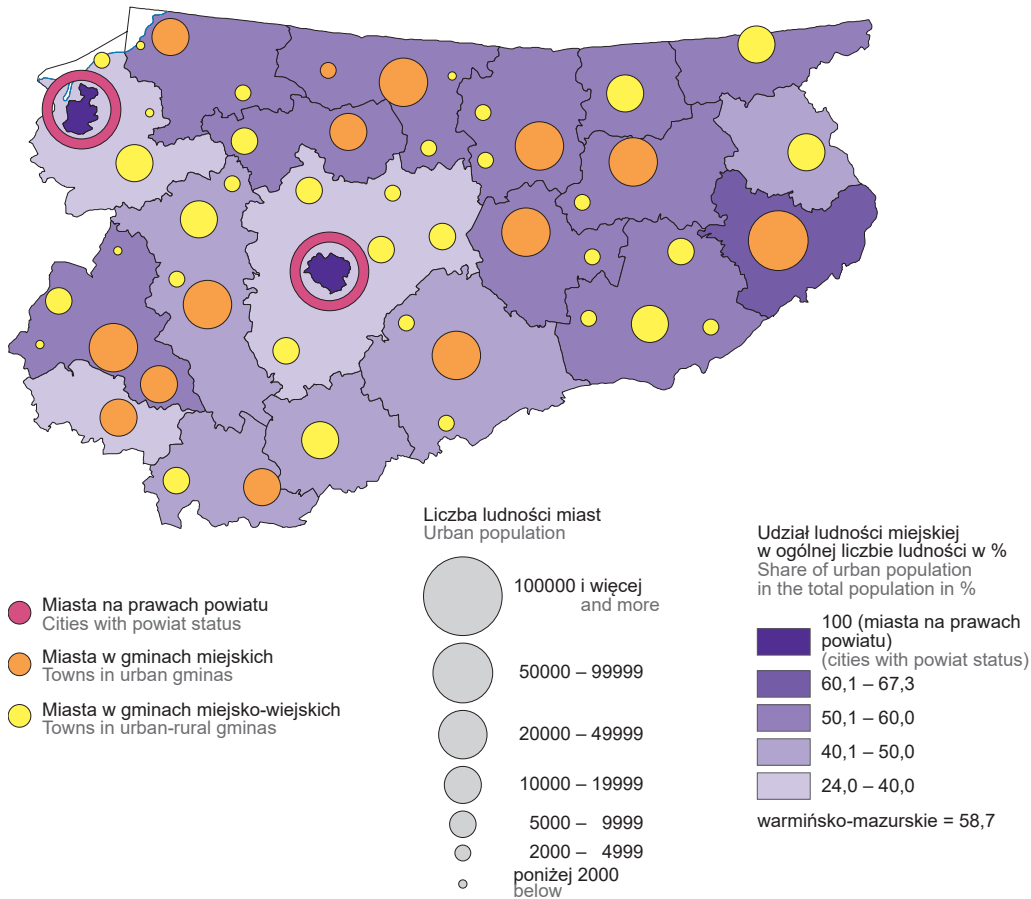 Miasta na prawach powiatu
Cities with powiat status
Miasta w gminach miejskich
Towns in urban gminas
Miasta w gminach miejsko-wiejskich
Towns in urban-rural gminas
Liczba ludności miast
Urban population
100000 i więcej
and more
50000 – 99999
20000 – 49999
10000 – 19999
5000 – 9999
2000 – 4999
poniżej 2000
below
Udział ludności miejskiej
w ogólnej liczbie ludności w %
Share of urban population
in the total population in %
100 (miasta na prawach
powiatu)
(cities with powiat status)
60,1 – 67,3
50,1 – 60,0
40,1 – 50,0
24,0 – 40,0
warmińsko-mazurskie = 58,7